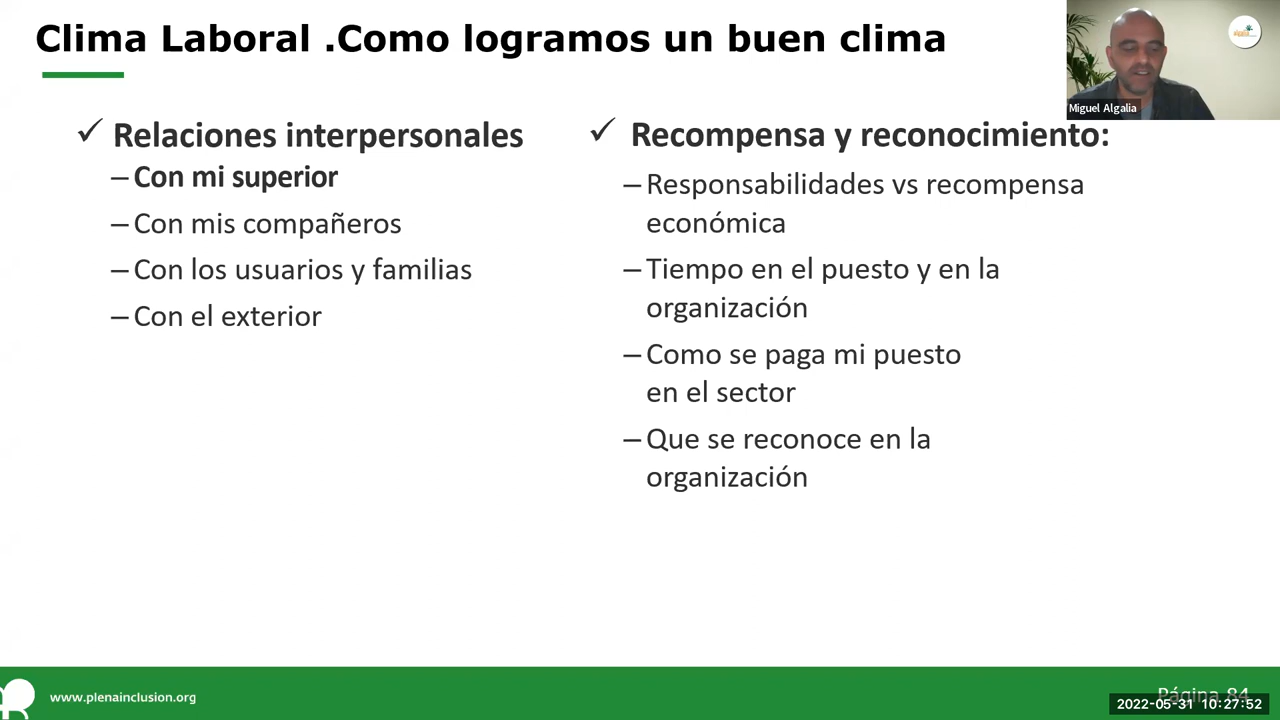 Clima Laboral .Como logramos un buen clima
Miguel Algalia
✓ Relaciones interpersonales
–Con mi superior
–Con mis compañeros
–Con los usuarios y familias
–Con el exterior
✓ Recompensa y reconocimiento:
–Responsabilidades vs recompensa
económica
–Tiempo en el puesto y en la
organización
–Como se paga mi puesto
en el sector
–Que se reconoce en la
organización
www.plenainclusion.org
Página 84
2022-05-31 10:27:52